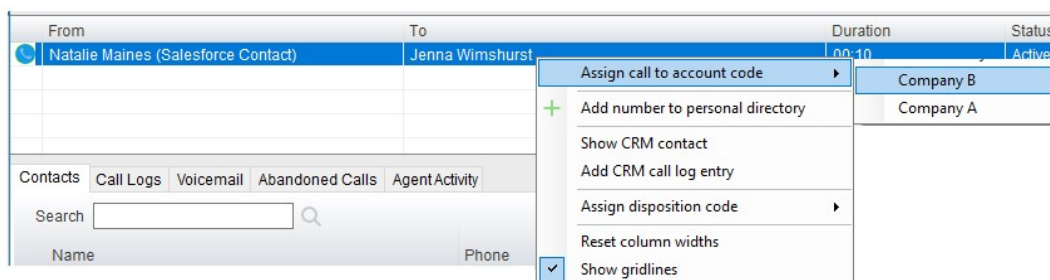 From To Duration Status
Natalie Maines (Salesforce Contact) Jenna Wimshurst 00:10 Active
Assign call to account code
Company B
Add number to personal directory
Company A
Show CRM contact
Add CRM call log entry
Contacts Call Logs Voicemail Abandoned Calls Agent Activity
Assign disposition code
Search
Reset column widths
Name Phone
Show gridlines